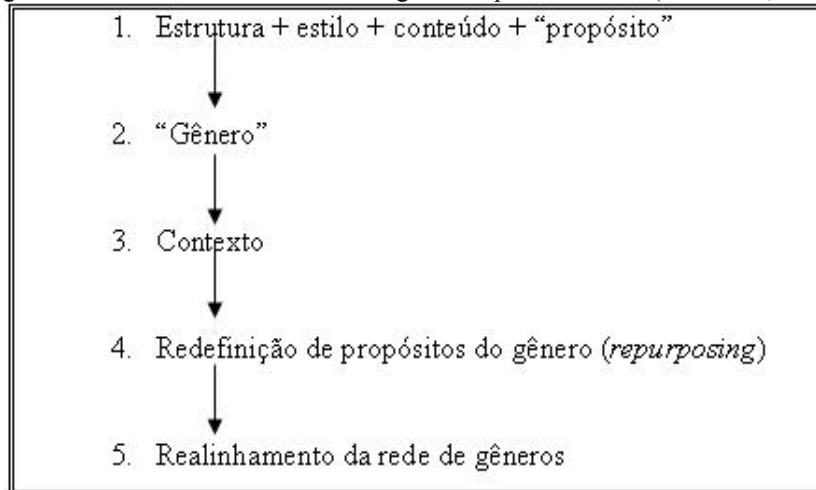 1. Estrutura + estilo + conteúdo + “propósito”
2. “Gênero”
3. Contexto
4. Redefinição de propósitos do gênero (repurposing)
5. Realinhamento da rede de gêneros